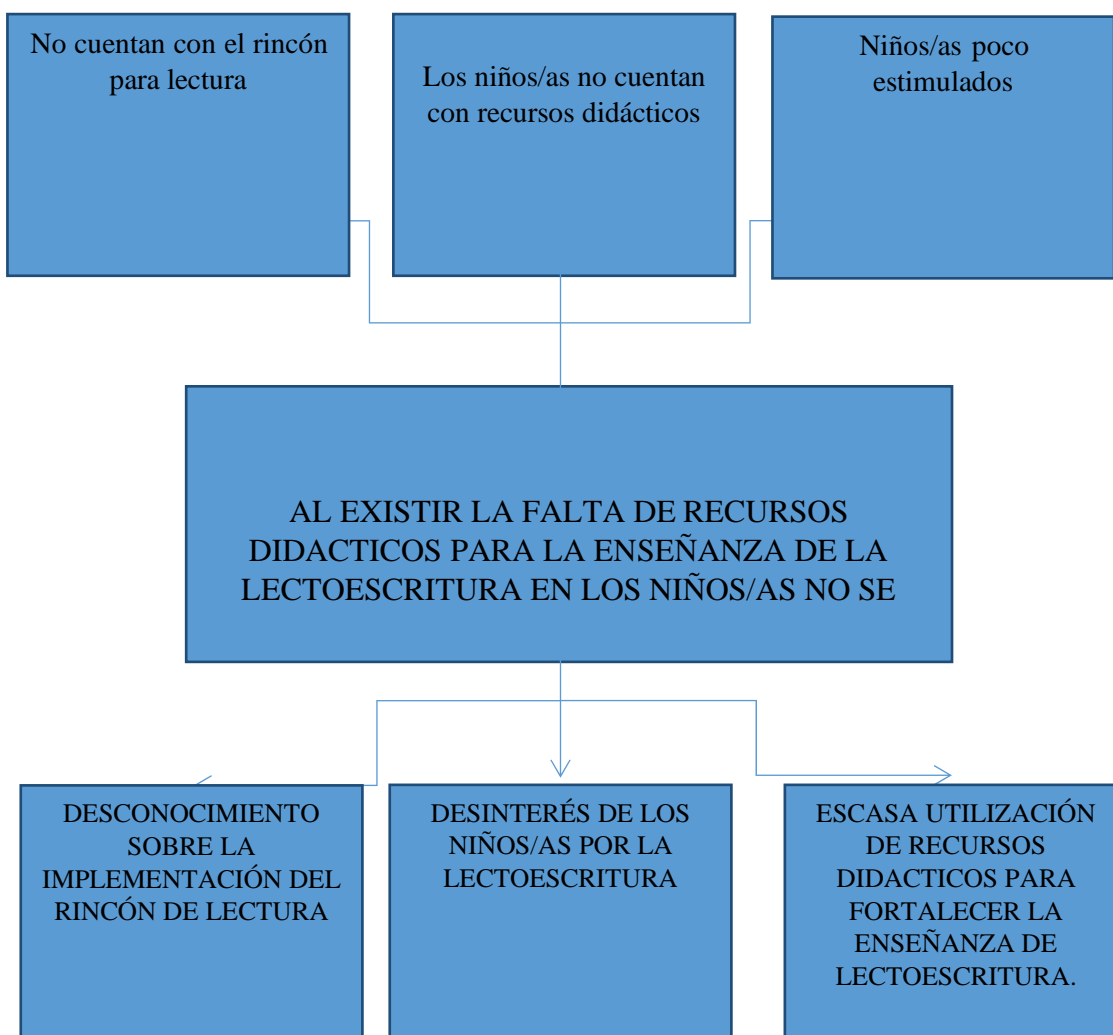 No cuentan con el rincón
para lectura
Los niños/as no cuentan
con recursos didácticos
Niños/as poco
estimulados
AL EXISTIR LA FALTA DE RECURSOS
DIDACTICOS PARA LA ENSEÑANZA DE LA
LECTOESCRITURA EN LOS NIÑOS/AS NO SE
DESCONOCIMIENTO
SOBRE LA
IMPLEMENTACIÓN DEL
RINCÓN DE LECTURA
DESINTERÉS DE LOS
NIÑOS/AS POR LA
LECTOESCRITURA
ESCASA UTILIZACIÓN
DE RECURSOS
DIDACTICOS PARA
FORTALECER LA
ENSEÑANZA DE
LECTOESCRITURA.